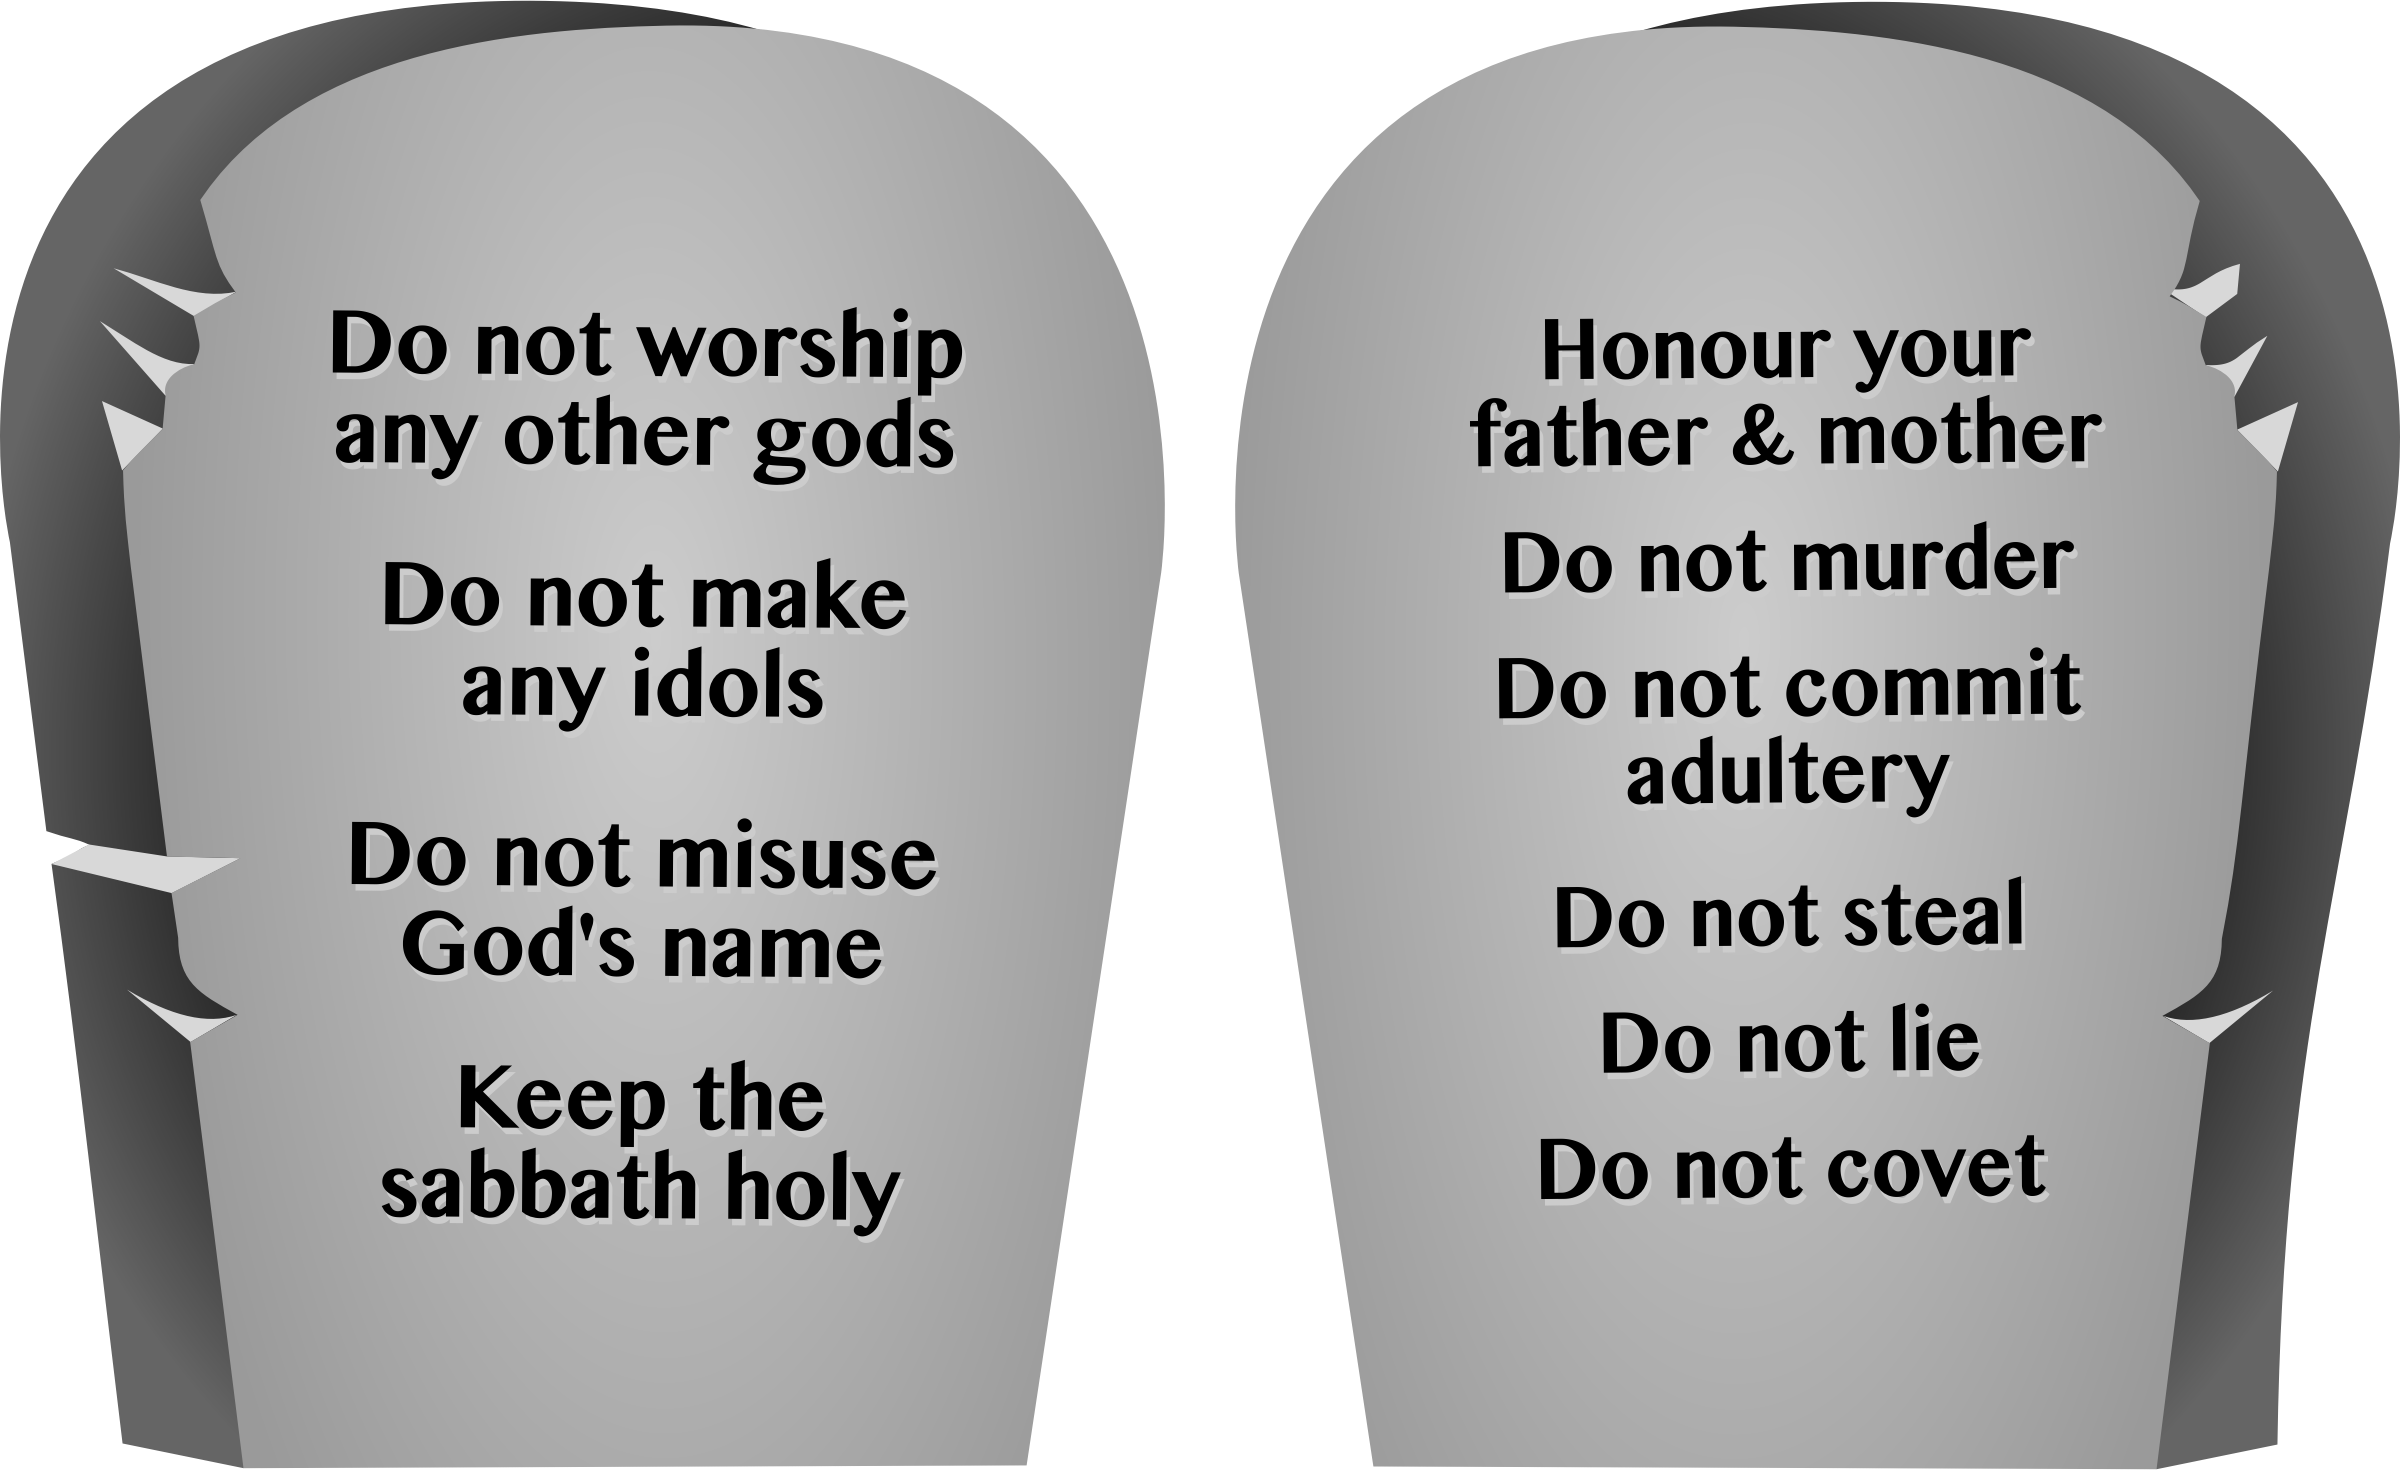 Do not worship
any other gods
Do not make
any idols
Do not misuse
God's name
Keep the
sabbath holy
Honour your
father & mother
Do not murder
Do not commit
adultery
Do not steal
Do not lie
Do not covet